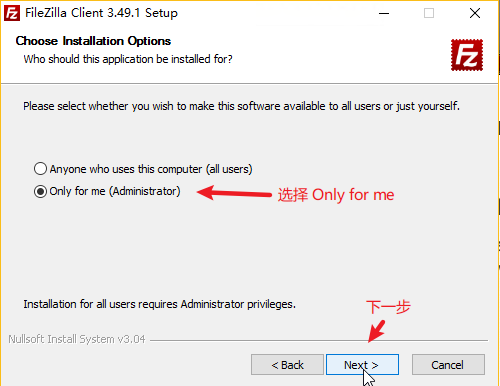 FileZilla Client 3.49.1 Setup
Choose Installation Options
Who should this application be installed for?
Fz
Please select whether you wish to make this software available to all users or just yourself.
Anyone who uses this computer (all users)
Only for me (Administrator)
选择 Only for me
Installation for all users requires Administrator privileges.
下一步
Nullsoft Install System v3.04
< Back
Next >
Cancel